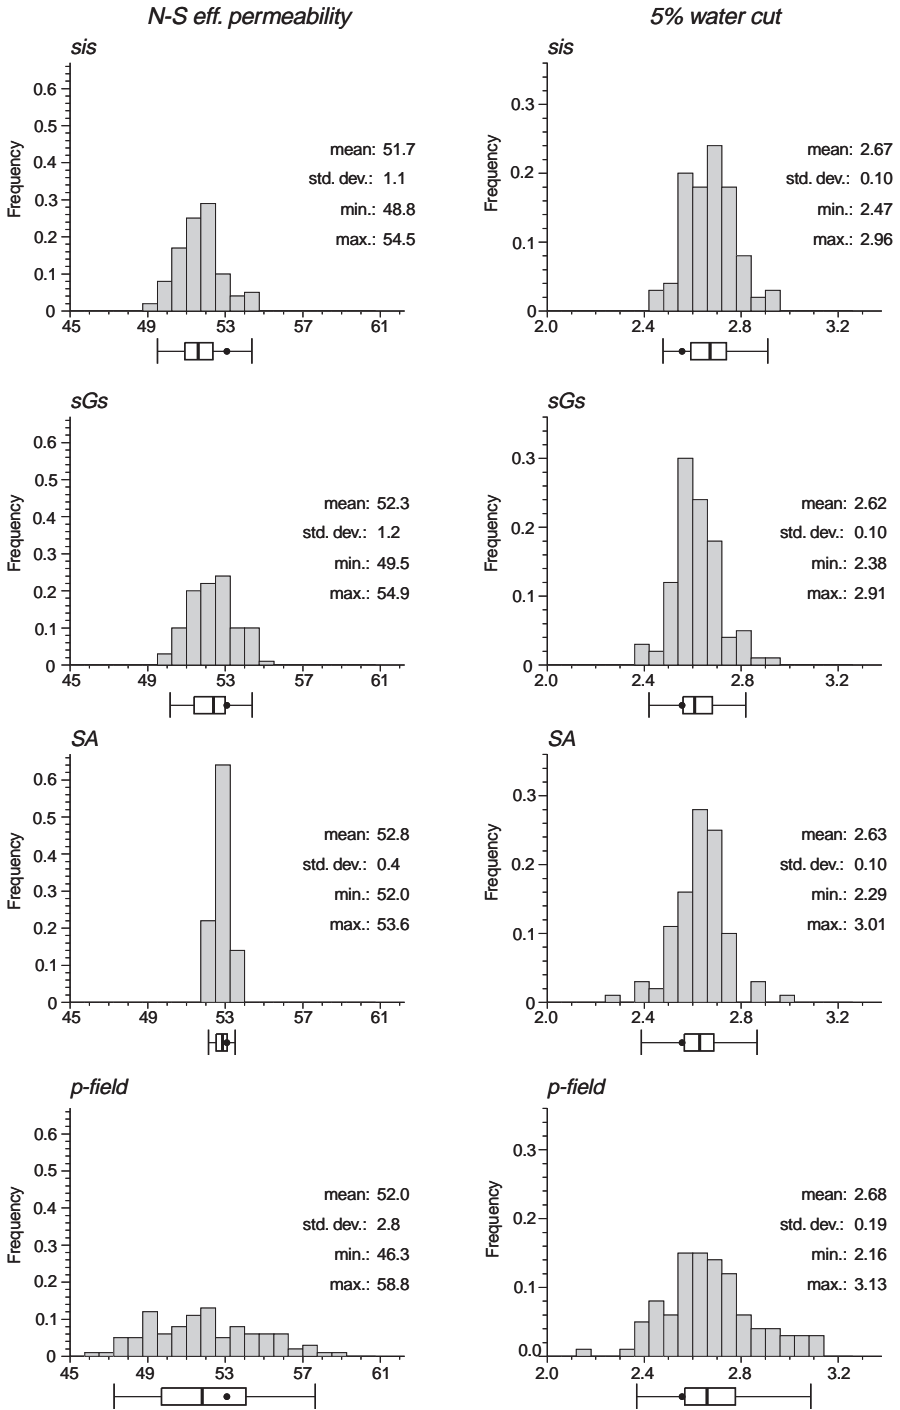 N-S eff. permeability
5% water cut
sis
0.6
0.5
0.4
0.3
0.2
0.1
0
Frequency
mean: 51.7
std. dev.: 1.1
min.: 48.8
max.: 54.5
45 49 53 57 61
sis
0.3
0.2
0.1
0
Frequency
mean: 2.67
std. dev.: 0.10
min.: 2.47
max.: 2.96
2.0 2.4 2.8 3.2
sGs
0.6
0.5
0.4
0.3
0.2
0.1
0
Frequency
mean: 52.3
std. dev.: 1.2
min.: 49.5
max.: 54.9
45 49 53 57 61
sGs
0.3
0.2
0.1
0
Frequency
mean: 2.62
std. dev.: 0.10
min.: 2.38
max.: 2.91
2.0 2.4 2.8 3.2
SA
0.6
0.5
0.4
0.3
0.2
0.1
0
Frequency
mean: 52.8
std. dev.: 0.4
min.: 52.0
max.: 53.6
45 49 53 57 61
SA
0.3
0.2
0.1
0
Frequency
mean: 2.63
std. dev.: 0.10
min.: 2.29
max.: 3.01
2.0 2.4 2.8 3.2
p-field
0.6
0.5
0.4
0.3
0.2
0.1
0
Frequency
mean: 52.0
std. dev.: 2.8
min.: 46.3
max.: 58.8
45 49 53 57 61
p-field
0.3
0.2
0.1
0.0
Frequency
mean: 2.68
std. dev.: 0.19
min.: 2.16
max.: 3.13
2.0 2.4 2.8 3.2